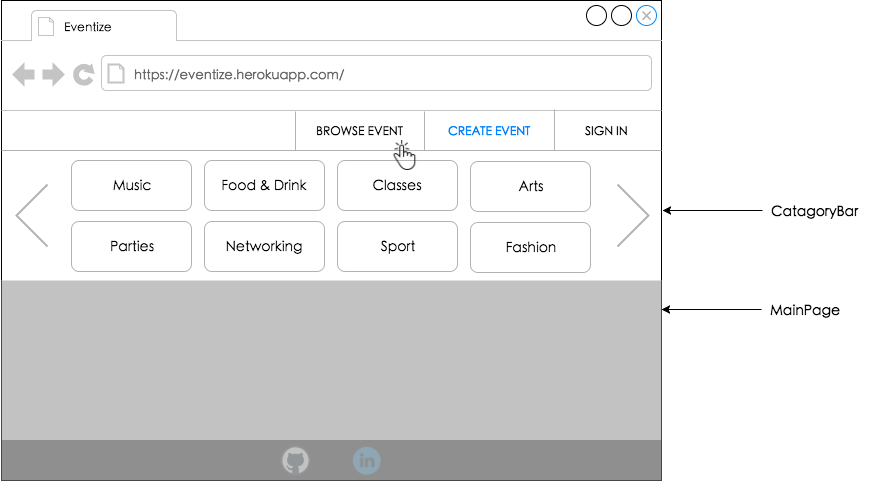 Eventize
https://eventize.herokuapp.com/
BROWSE EVENT CREATE EVENT SIGN IN
Music Food & Drink Classes Arts
CatagoryBar
Parties Networking Sport Fashion
MainPage
in